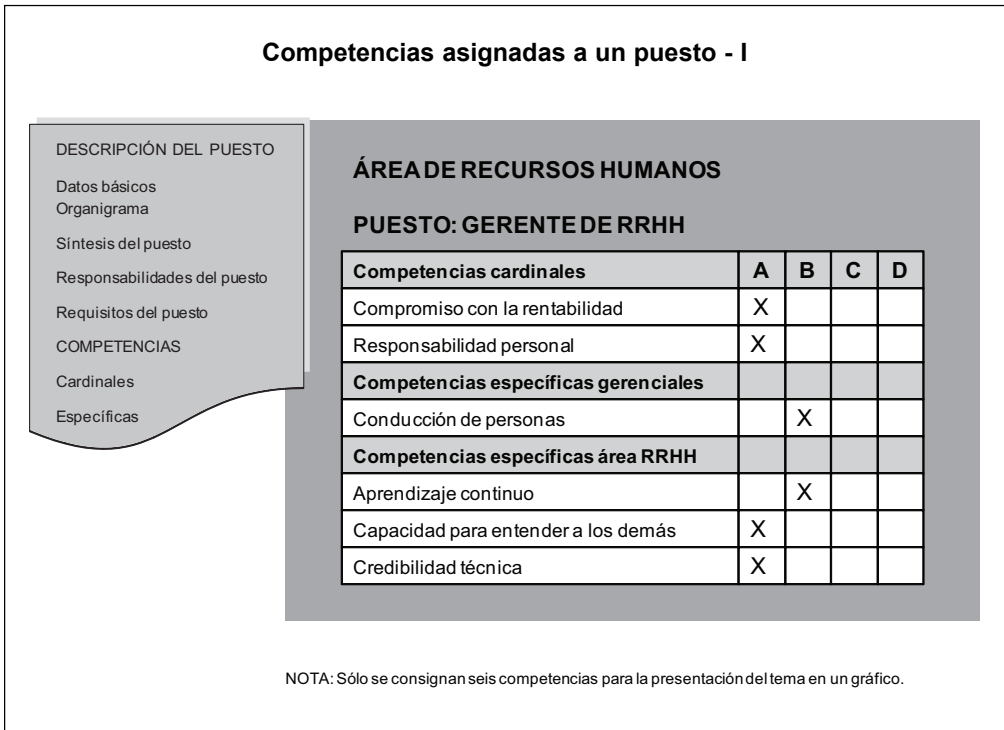 Competencias asignadas a un puesto - I
DESCRIPCIÓN DEL PUESTO
Datos básicos
Organigrama
Síntesis del puesto
Responsabilidades del puesto
Requisitos del puesto
COMPETENCIAS
Cardinales
Específicas
ÁREA DE RECURSOS HUMANOS
PUESTO: GERENTE DE RRHH
Competencias cardinales A B C D
Compromiso con la rentabilidad X
Responsabilidad personal X
Competencias específicas gerenciales
Conducción de personas X
Competencias específicas área RRHH
Aprendizaje continuo X
Capacidad para entender a los demás X
Credibilidad técnica X
NOTA: Sólo se consignan seis competencias para la presentación del tema en un gráfico.